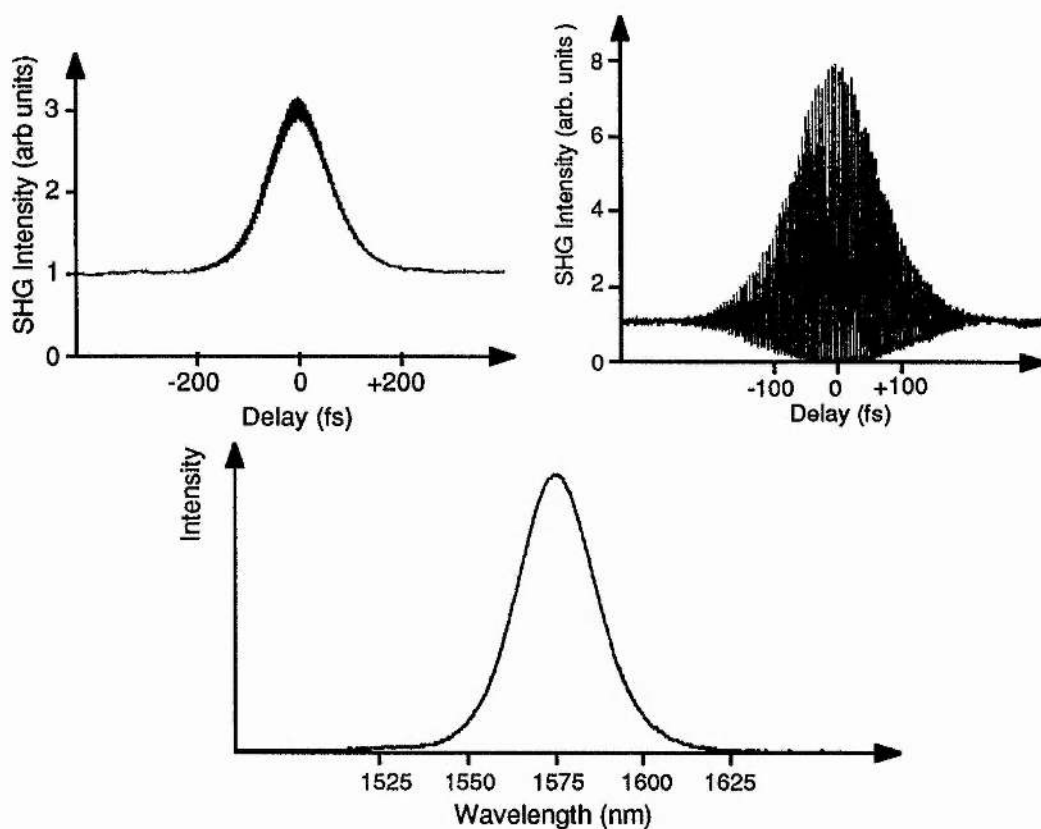 SHG Intensity (arb units)
3
2
1
0
-200 0 +200
Delay (fs)
SHG Intensity (arb. units )
8
6
4
2
0
-100 0 +100
Delay (fs)
Intensity
1525 1550 1575 1600 1625
Wavelength (nm)